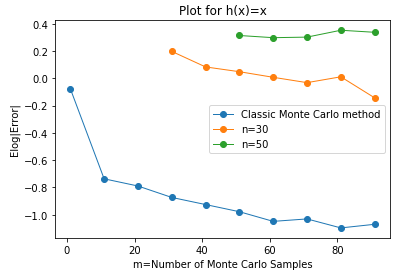 Plot for h(x)=x
Elog|Error|
0.4
0.2
0.0
−0.2
−0.4
−0.6
−0.8
−1.0
Classic Monte Carlo method
n=30
n=50
0 20 40 60 80
m=Number of Monte Carlo Samples